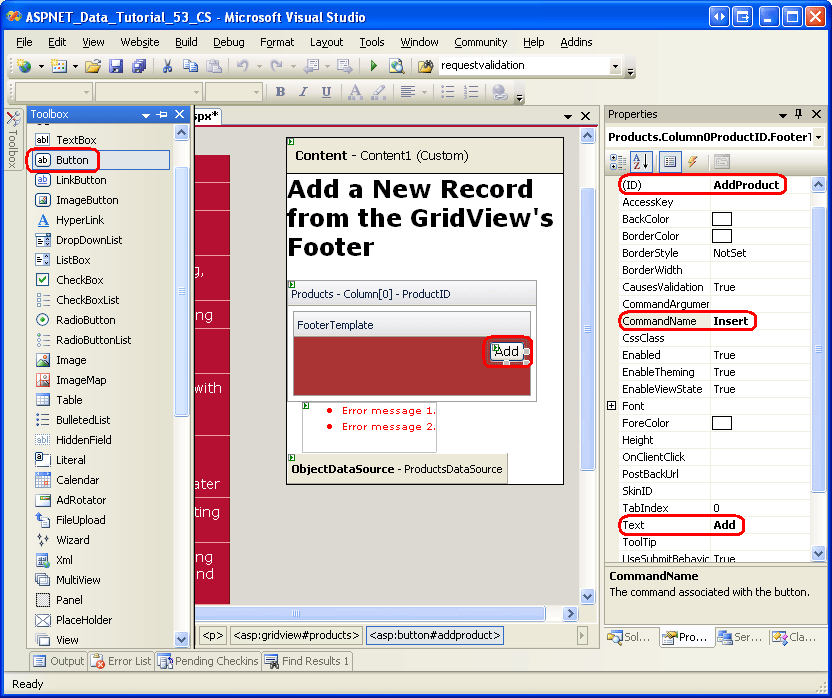 ASPNET_Data_Tutorial_53_CS - Microsoft Visual Studio
File Edit View Website Build Debug Format Layout Tools Window Community Help Addins
requestvalidation
B I U A
Toolbox
Toolbox
TextBox
Button
LinkButton
ImageButton
HyperLink
DropDownList
ListBox
CheckBox
CheckBoxList
RadioButton
RadioButtonList
Image
ImageMap
Table
BulletedList
HiddenField
Literal
Calendar
AdRotator
FileUpload
Wizard
Xml
MultiView
Panel
PlaceHolder
View
px*
g,
ng
with
ater
ting
ng
nd
Content - Content1 (Custom)
Add a New Record
from the GridView's
Footer
Products - Column[0] - ProductID
FooterTemplate
Add
Error message 1.
Error message 2.
ObjectDataSource - ProductsDataSource
<p> <asp:gridview#products> <asp:button#addproduct>
Properties
Products.Column0ProductID.FooterT
(ID) AddProduct
AccessKey
BackColor
BorderColor
BorderStyle NotSet
BorderWidth
CausesValidation True
CommandArgumer
CommandName Insert
CssClass
Enabled True
EnableTheming True
EnableViewState True
Font
ForeColor
Height
OnClientClick
PostBackUrl
SkinID
TabIndex 0
Text Add
ToolTip
UseSubmitBehavic True
CommandName
The command associated with the button.
Sol... Pro... Ser... Cla...
Output Error List Pending Checkins Find Results 1
Ready